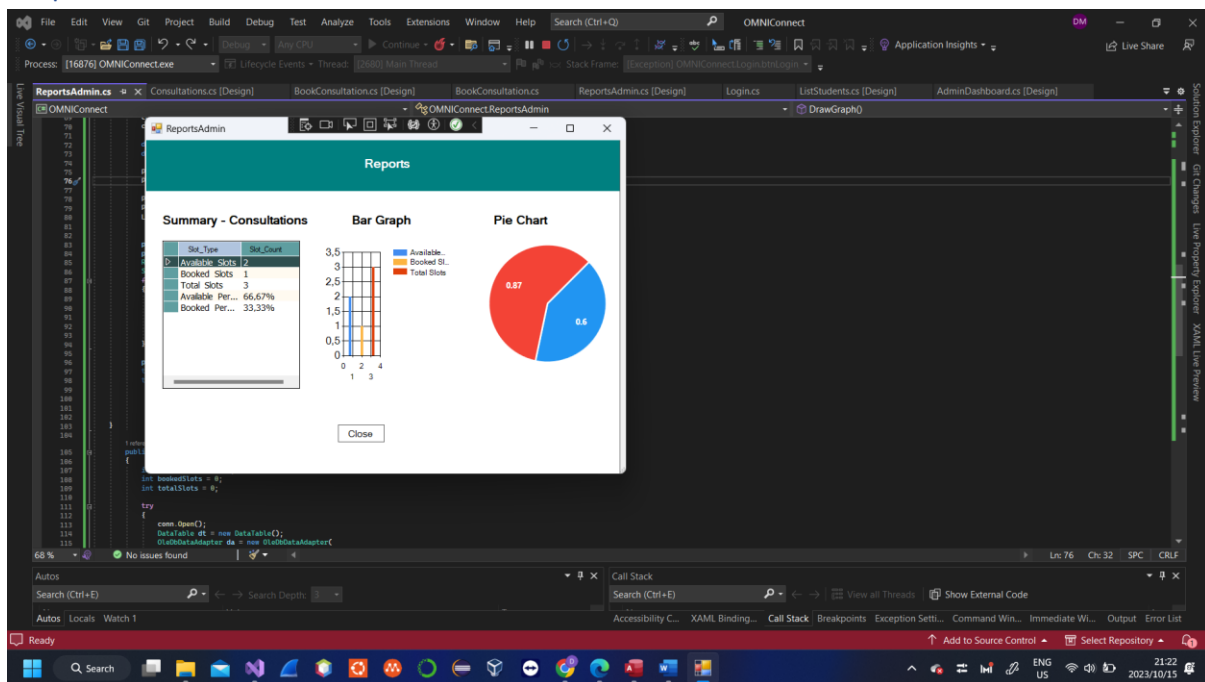 File Edit View Git Project Build Debug Test Analyze Tools Extensions Window Help Search (Ctrl+Q) OMNIConnect DM
Debug Any CPU Continue Application Insights Live Share
Process: [16876] OMNIConnect.exe Lifecycle Events Thread: [2680] Main Thread Stack Frame: [Exception] OMNIConnect.Login.btnLogin
ReportsAdmin.cs Consultations.cs [Design] BookConsultation.cs [Design] BookConsultation.cs ReportsAdmin.cs [Design] Login.cs ListStudents.cs [Design] AdminDashboard.cs [Design]
OMNIConnect OMNIConnect.ReportsAdmin DrawGraph()
Live Visual Tree
Solution Explorer Git Changes Live Property Explorer XAML Live Preview
ReportsAdmin
Reports
Summary - Consultations Bar Graph Pie Chart
Slot_Type Slot_Count
Available Slots 2
Booked Slots 1
Total Slots 3
Available Per... 66,67%
Booked Per... 33,33%
3,5
3
2,5
2
1,5
1
0,5
0
0 2 4
1 3
Available...
Booked Sl...
Total Slots
0.87
0.6
Close
int bookedSlots = 0;
int totalSlots = 0;
try
{
conn.Open();
DataTable dt = new DataTable();
OleDbDataAdapter da = new OleDbDataAdapter(
68 % No issues found Ln: 76 Ch: 32 SPC CRLF
Autos Call Stack
Search (Ctrl+E) Search Depth: 3 Search (Ctrl+E) View all Threads Show External Code
Autos Locals Watch 1 Accessibility C... XAML Binding... Call Stack Breakpoints Exception Setti... Command Win... Immediate Wi... Output Error List
Ready Add to Source Control Select Repository
Search ENG 21:22
US 2023/10/15